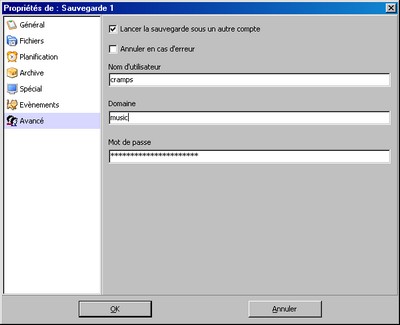 Propriétés de : Sauvegarde 1
Général
Fichiers
Planification
Archive
Spécial
Evènements
Avancé
Lancer la sauvegarde sous un autre compte
Annuler en cas d'erreur
Nom d'utilisateur
cramps
Domaine
music
Mot de passe
**********************
OK
Annuler